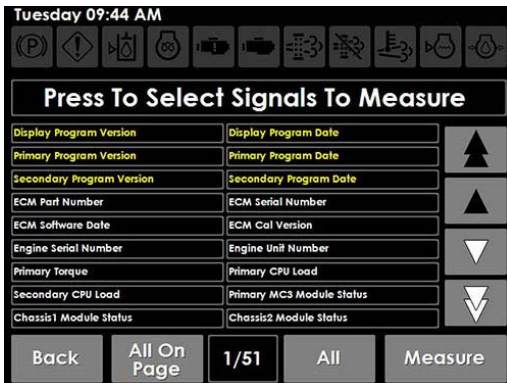 Tuesday 09:44 AM
(P)
Press To Select Signals To Measure
Display Program Version
Display Program Date
Primary Program Version
Primary Program Date
Secondary Program Version
Secondary Program Date
ECM Part Number
ECM Serial Number
ECM Software Date
ECM Cal Version
Engine Serial Number
Engine Unit Number
Primary Torque
Primary CPU Load
Secondary CPU Load
Primary MC3 Module Status
Chassis1 Module Status
Chassis2 Module Status
Back
All On
Page
1/51
All
Measure